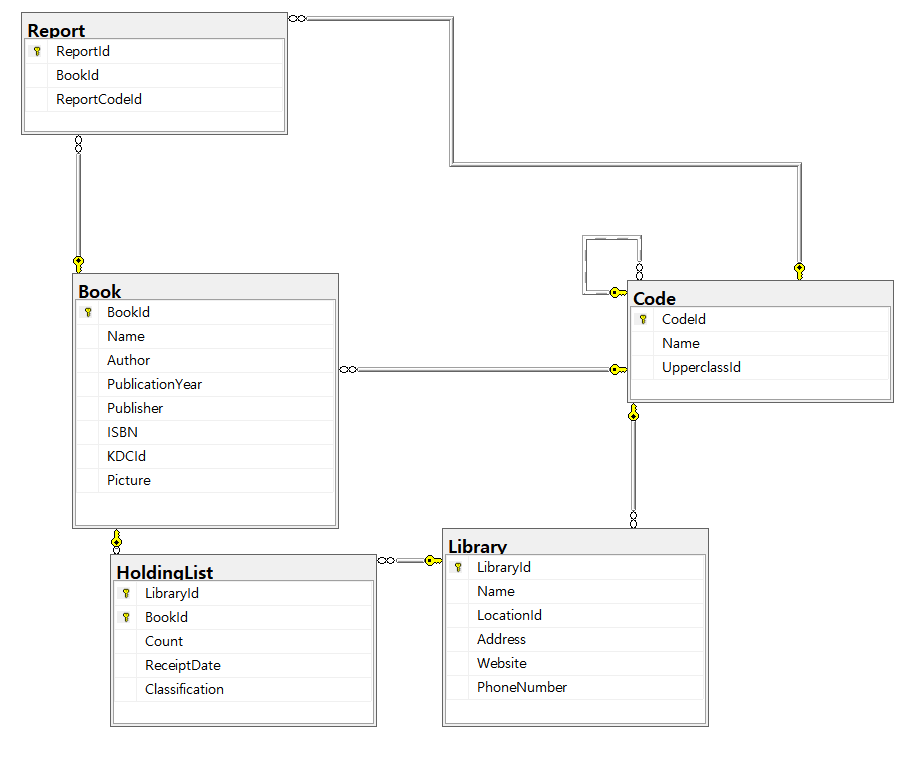 Report
ReportId
BookId
ReportCodeId
Book
BookId
Name
Author
PublicationYear
Publisher
ISBN
KDCId
Picture
Code
CodeId
Name
UpperclassId
HoldingList
LibraryId
BookId
Count
ReceiptDate
Classification
Library
LibraryId
Name
LocationId
Address
Website
PhoneNumber